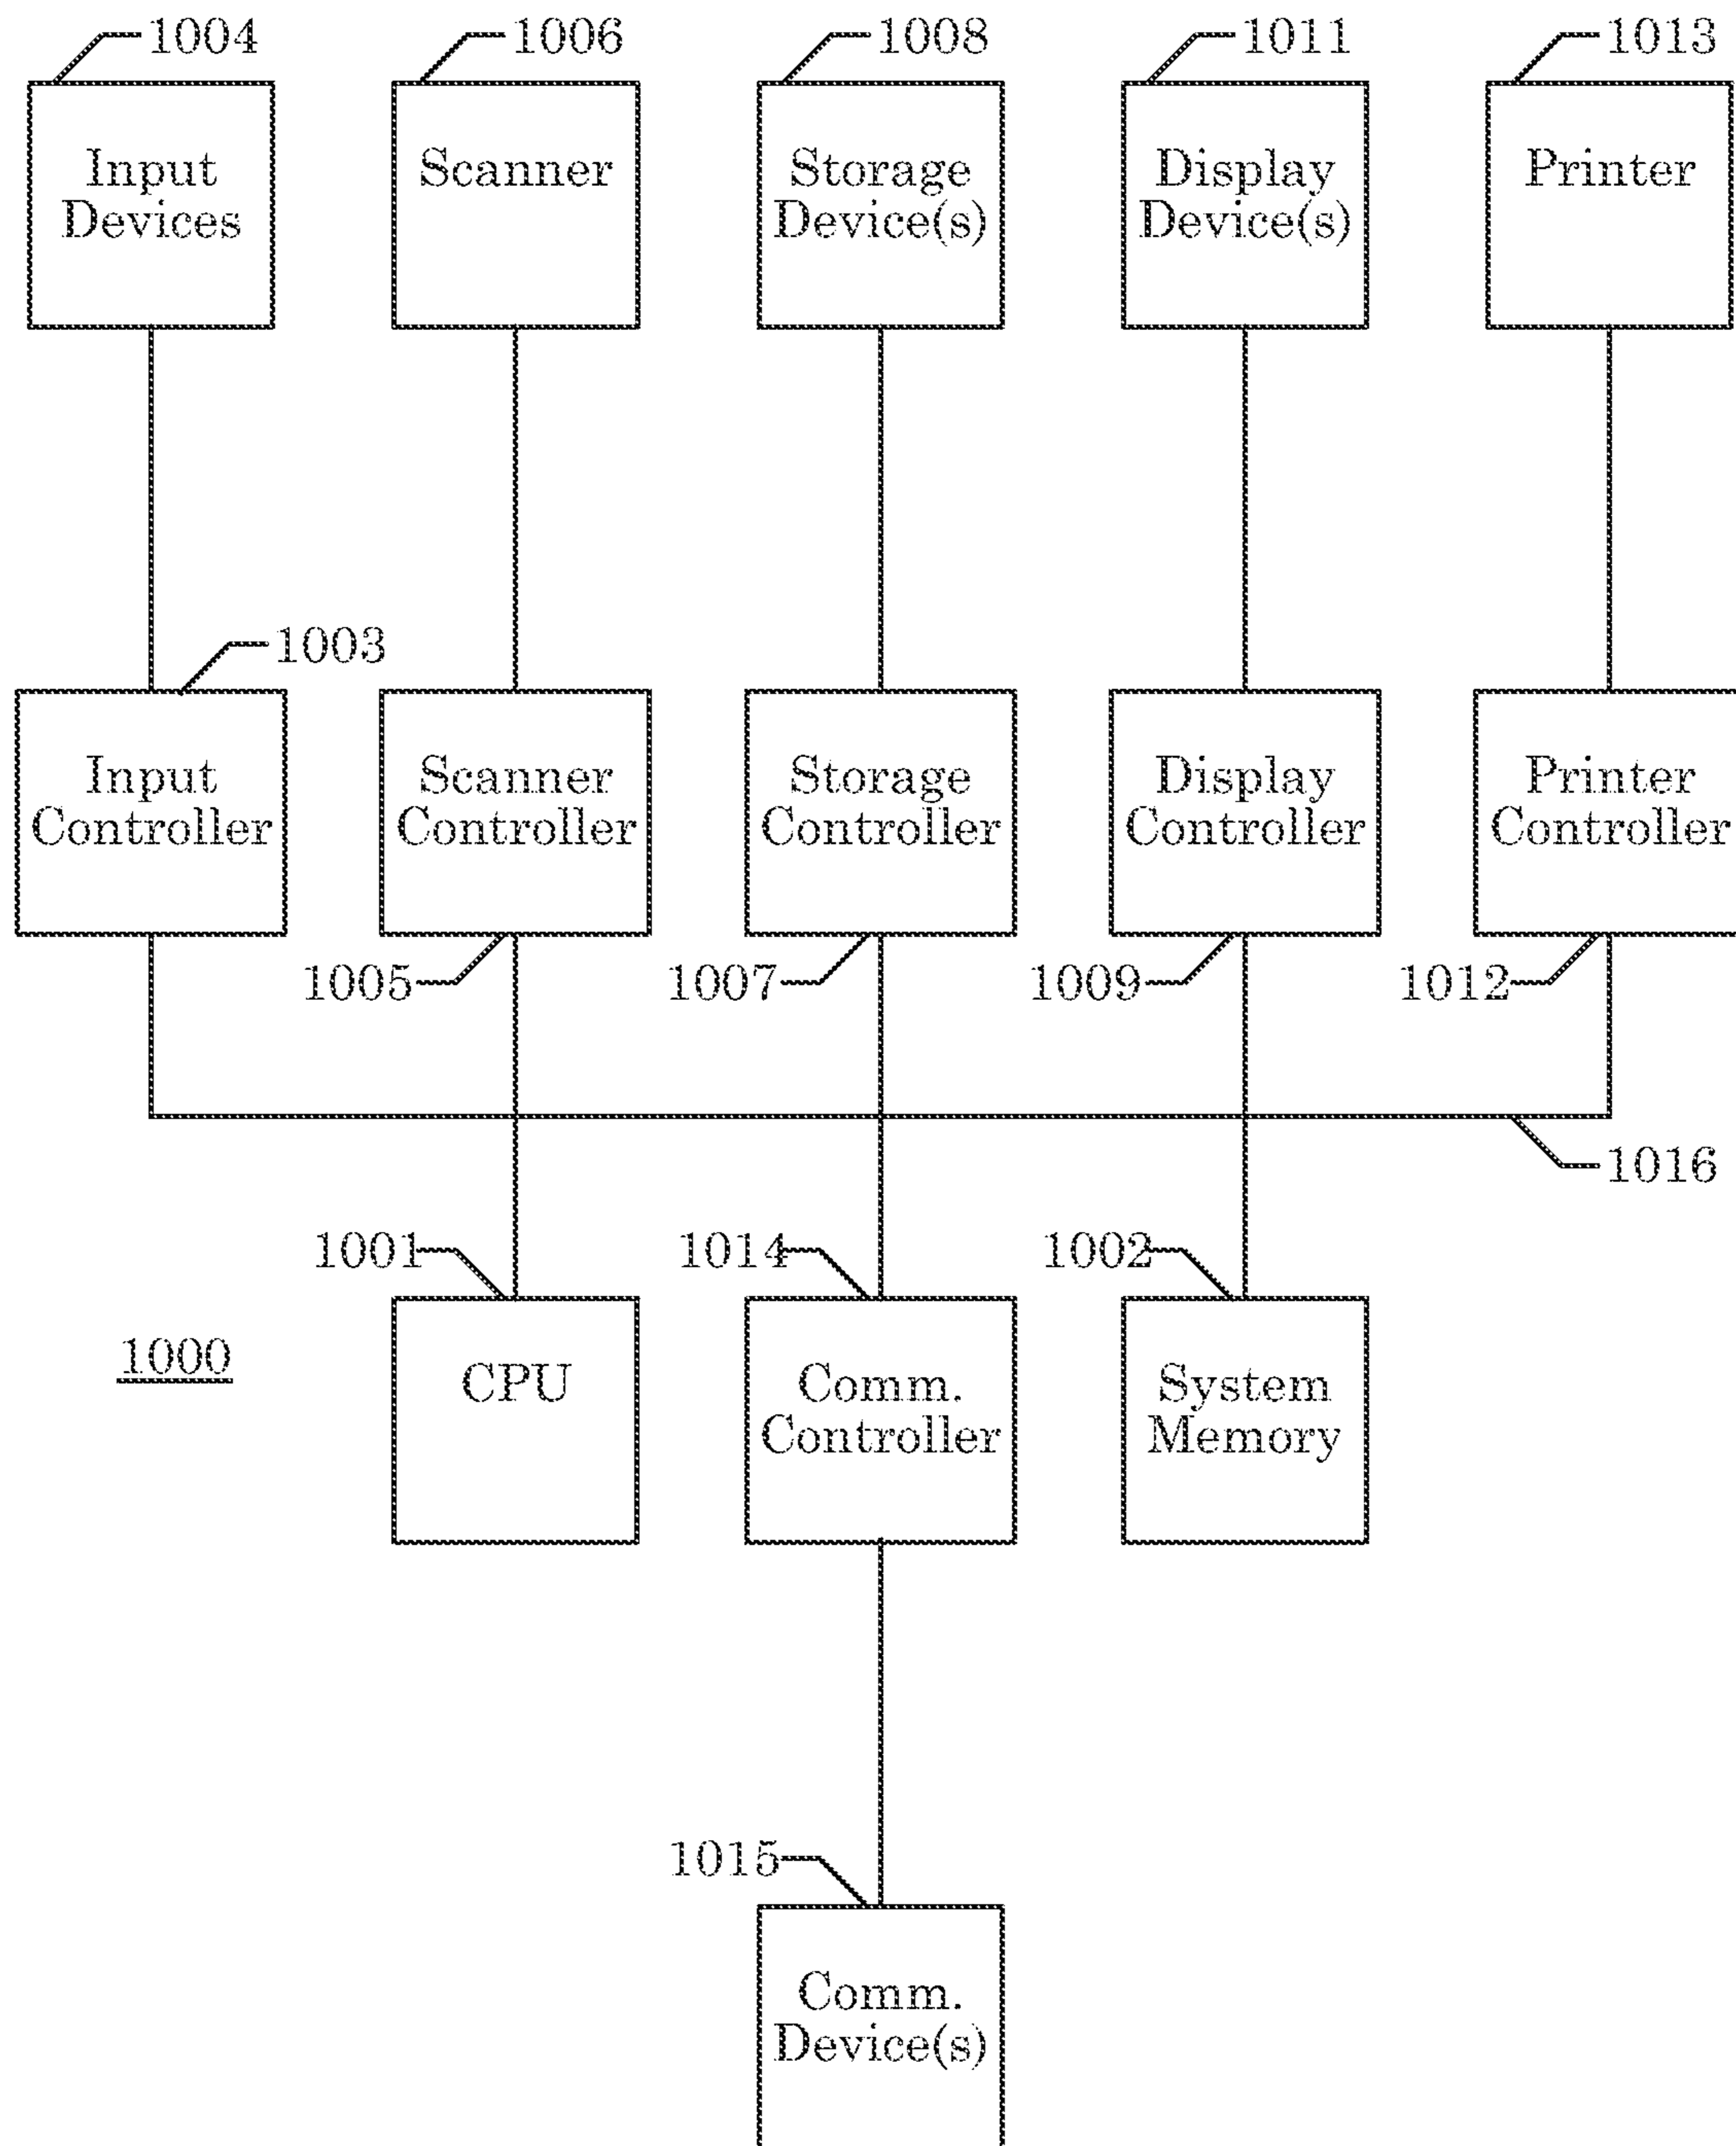 1004
1006
1008
1011
1013
Input
Devices
Scanner
Storage
Device(s)
Display
Device(s)
Printer
1003
Input
Controller
Scanner
Controller
Storage
Controller
Display
Controller
Printer
Controller
1005
1007
1009
1012
1016
1001
1014
1002
1000
CPU
Comm.
Controller
System
Memory
1015
Comm.
Device(s)